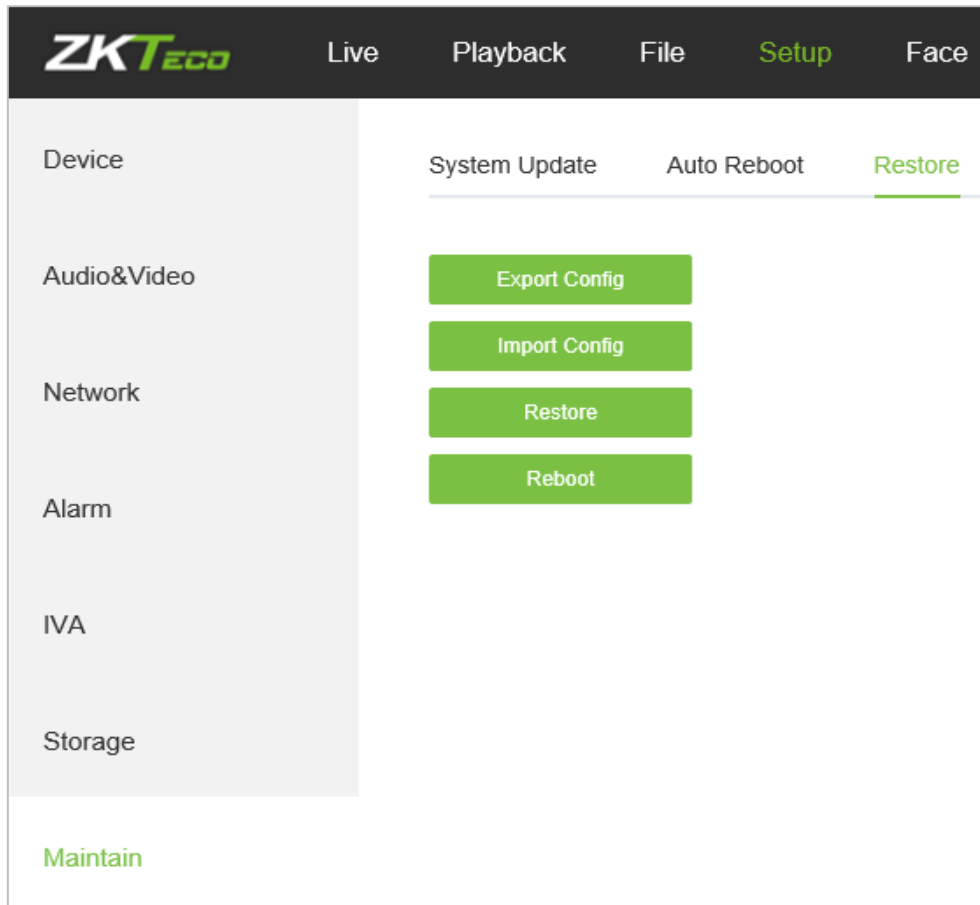 ZKTECO Live Playback File Setup Face
Device
System Update Auto Reboot Restore
Export Config
Audio&Video
Import Config
Network
Restore
Reboot
Alarm
IVA
Storage
Maintain